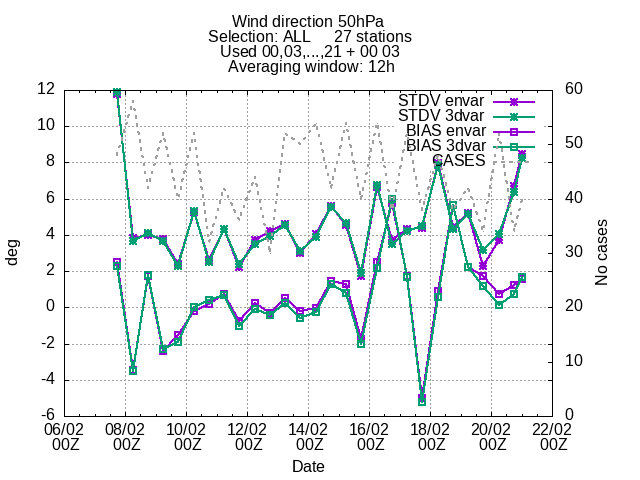 Wind direction 50hPa
Selection: ALL 27 stations
Used 00,03,...,21 + 00 03
Averaging window: 12h
12 60
STDV envar
STDV 3dvar
10 50
BIAS envar
BIAS 3dvar
8 CASES
6 40
4
deg No cases
2 30
0 20
-2
10
-4
-6 0
06/02 08/02 10/02 12/02 14/02 16/02 18/02 20/02 22/02
00Z 00Z 00Z 00Z 00Z 00Z 00Z 00Z 00Z
Date